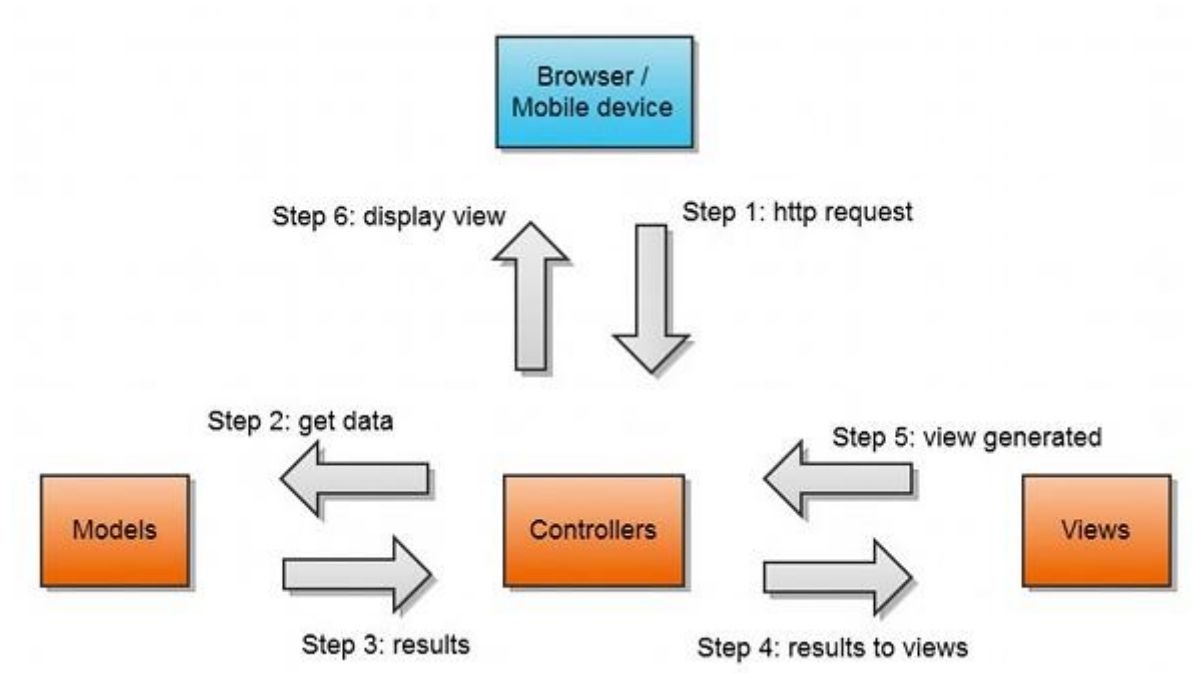 Browser /
Mobile device
Step 6: display view
Step 1: http request
Step 2: get data
Step 5: view generated
Models
Controllers
Views
Step 3: results
Step 4: results to views